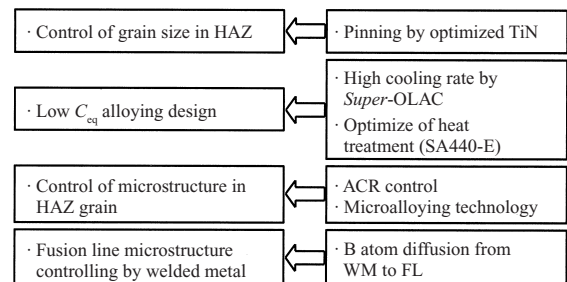 · Control of grain size in HAZ
· Pinning by optimized TiN
· Low Ceq alloying design
· High cooling rate by
Super-OLAC
· Optimize of heat
treatment (SA440-E)
· Control of microstructure in
HAZ grain
· ACR control
· Microalloying technology
· Fusion line microstructure
controlling by welded metal
· B atom diffusion from
WM to FL